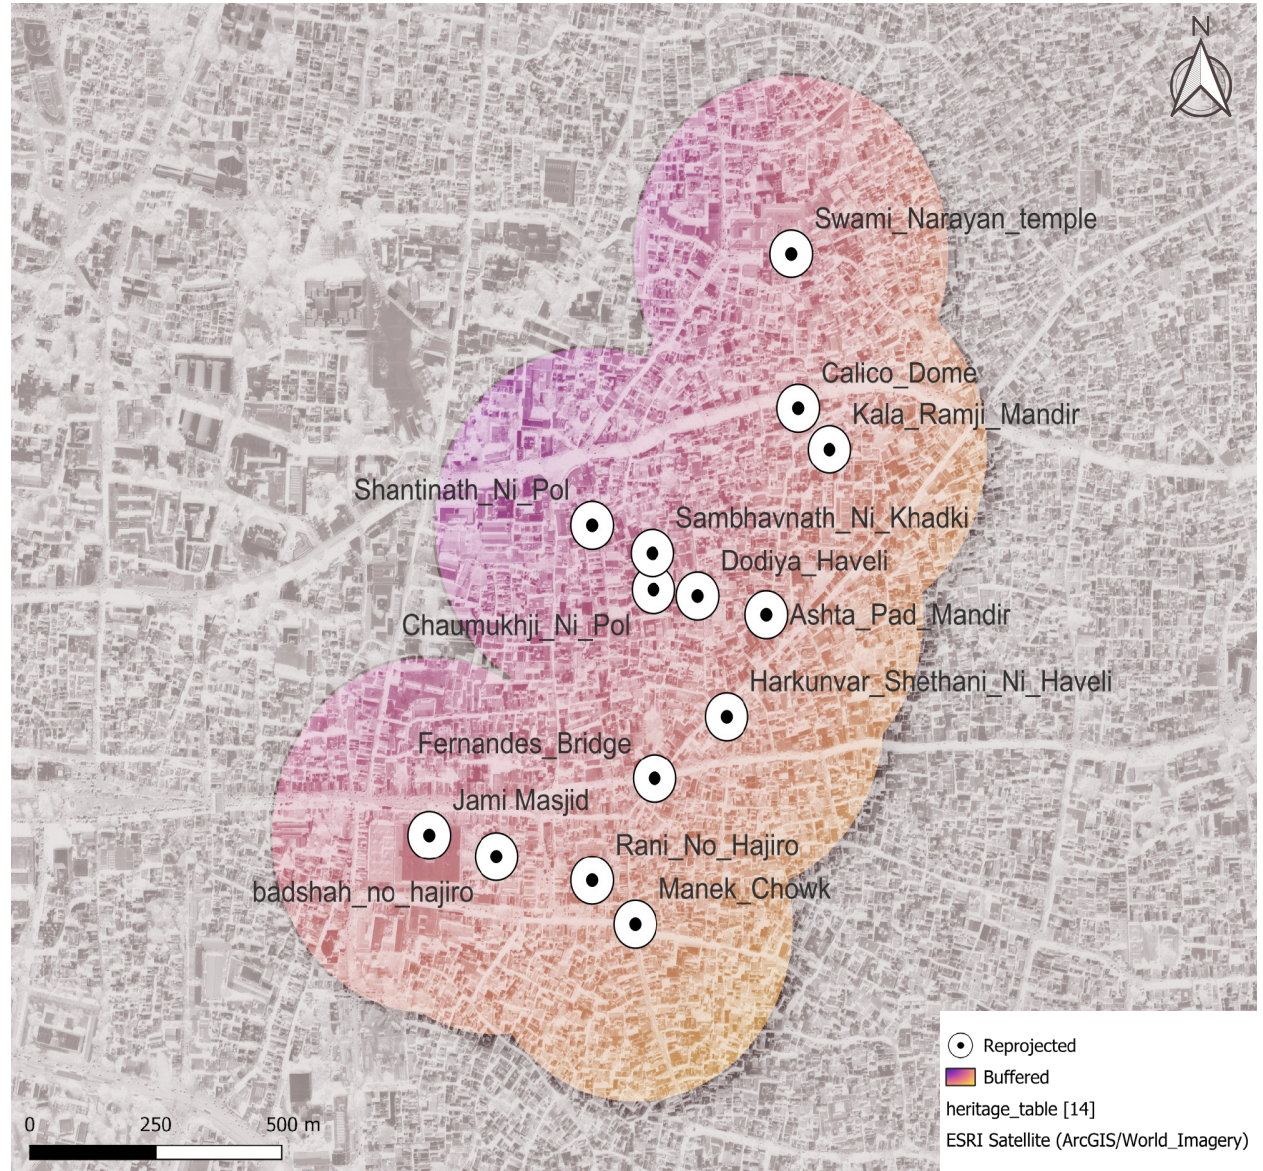 N
Swami_Narayan_temple
Calico_Dome
Kala_Ramji_Mandir
Shantinath_Ni_Pol
Sambhavnath_Ni_Khadki
Dodiya_Haveli
Ashta_Pad_Mandir
Chaumukhji_Ni_Pol
Harkunvar_Shethani_Ni_Haveli
Fernandes_Bridge
Jami Masjid
Rani_No_Hajiro
badshah_no_hajiro
Manek_Chowk
Reprojected
Buffered
heritage_table [14]
ESRI Satellite (ArcGIS/World_Imagery)
0 250 500 m